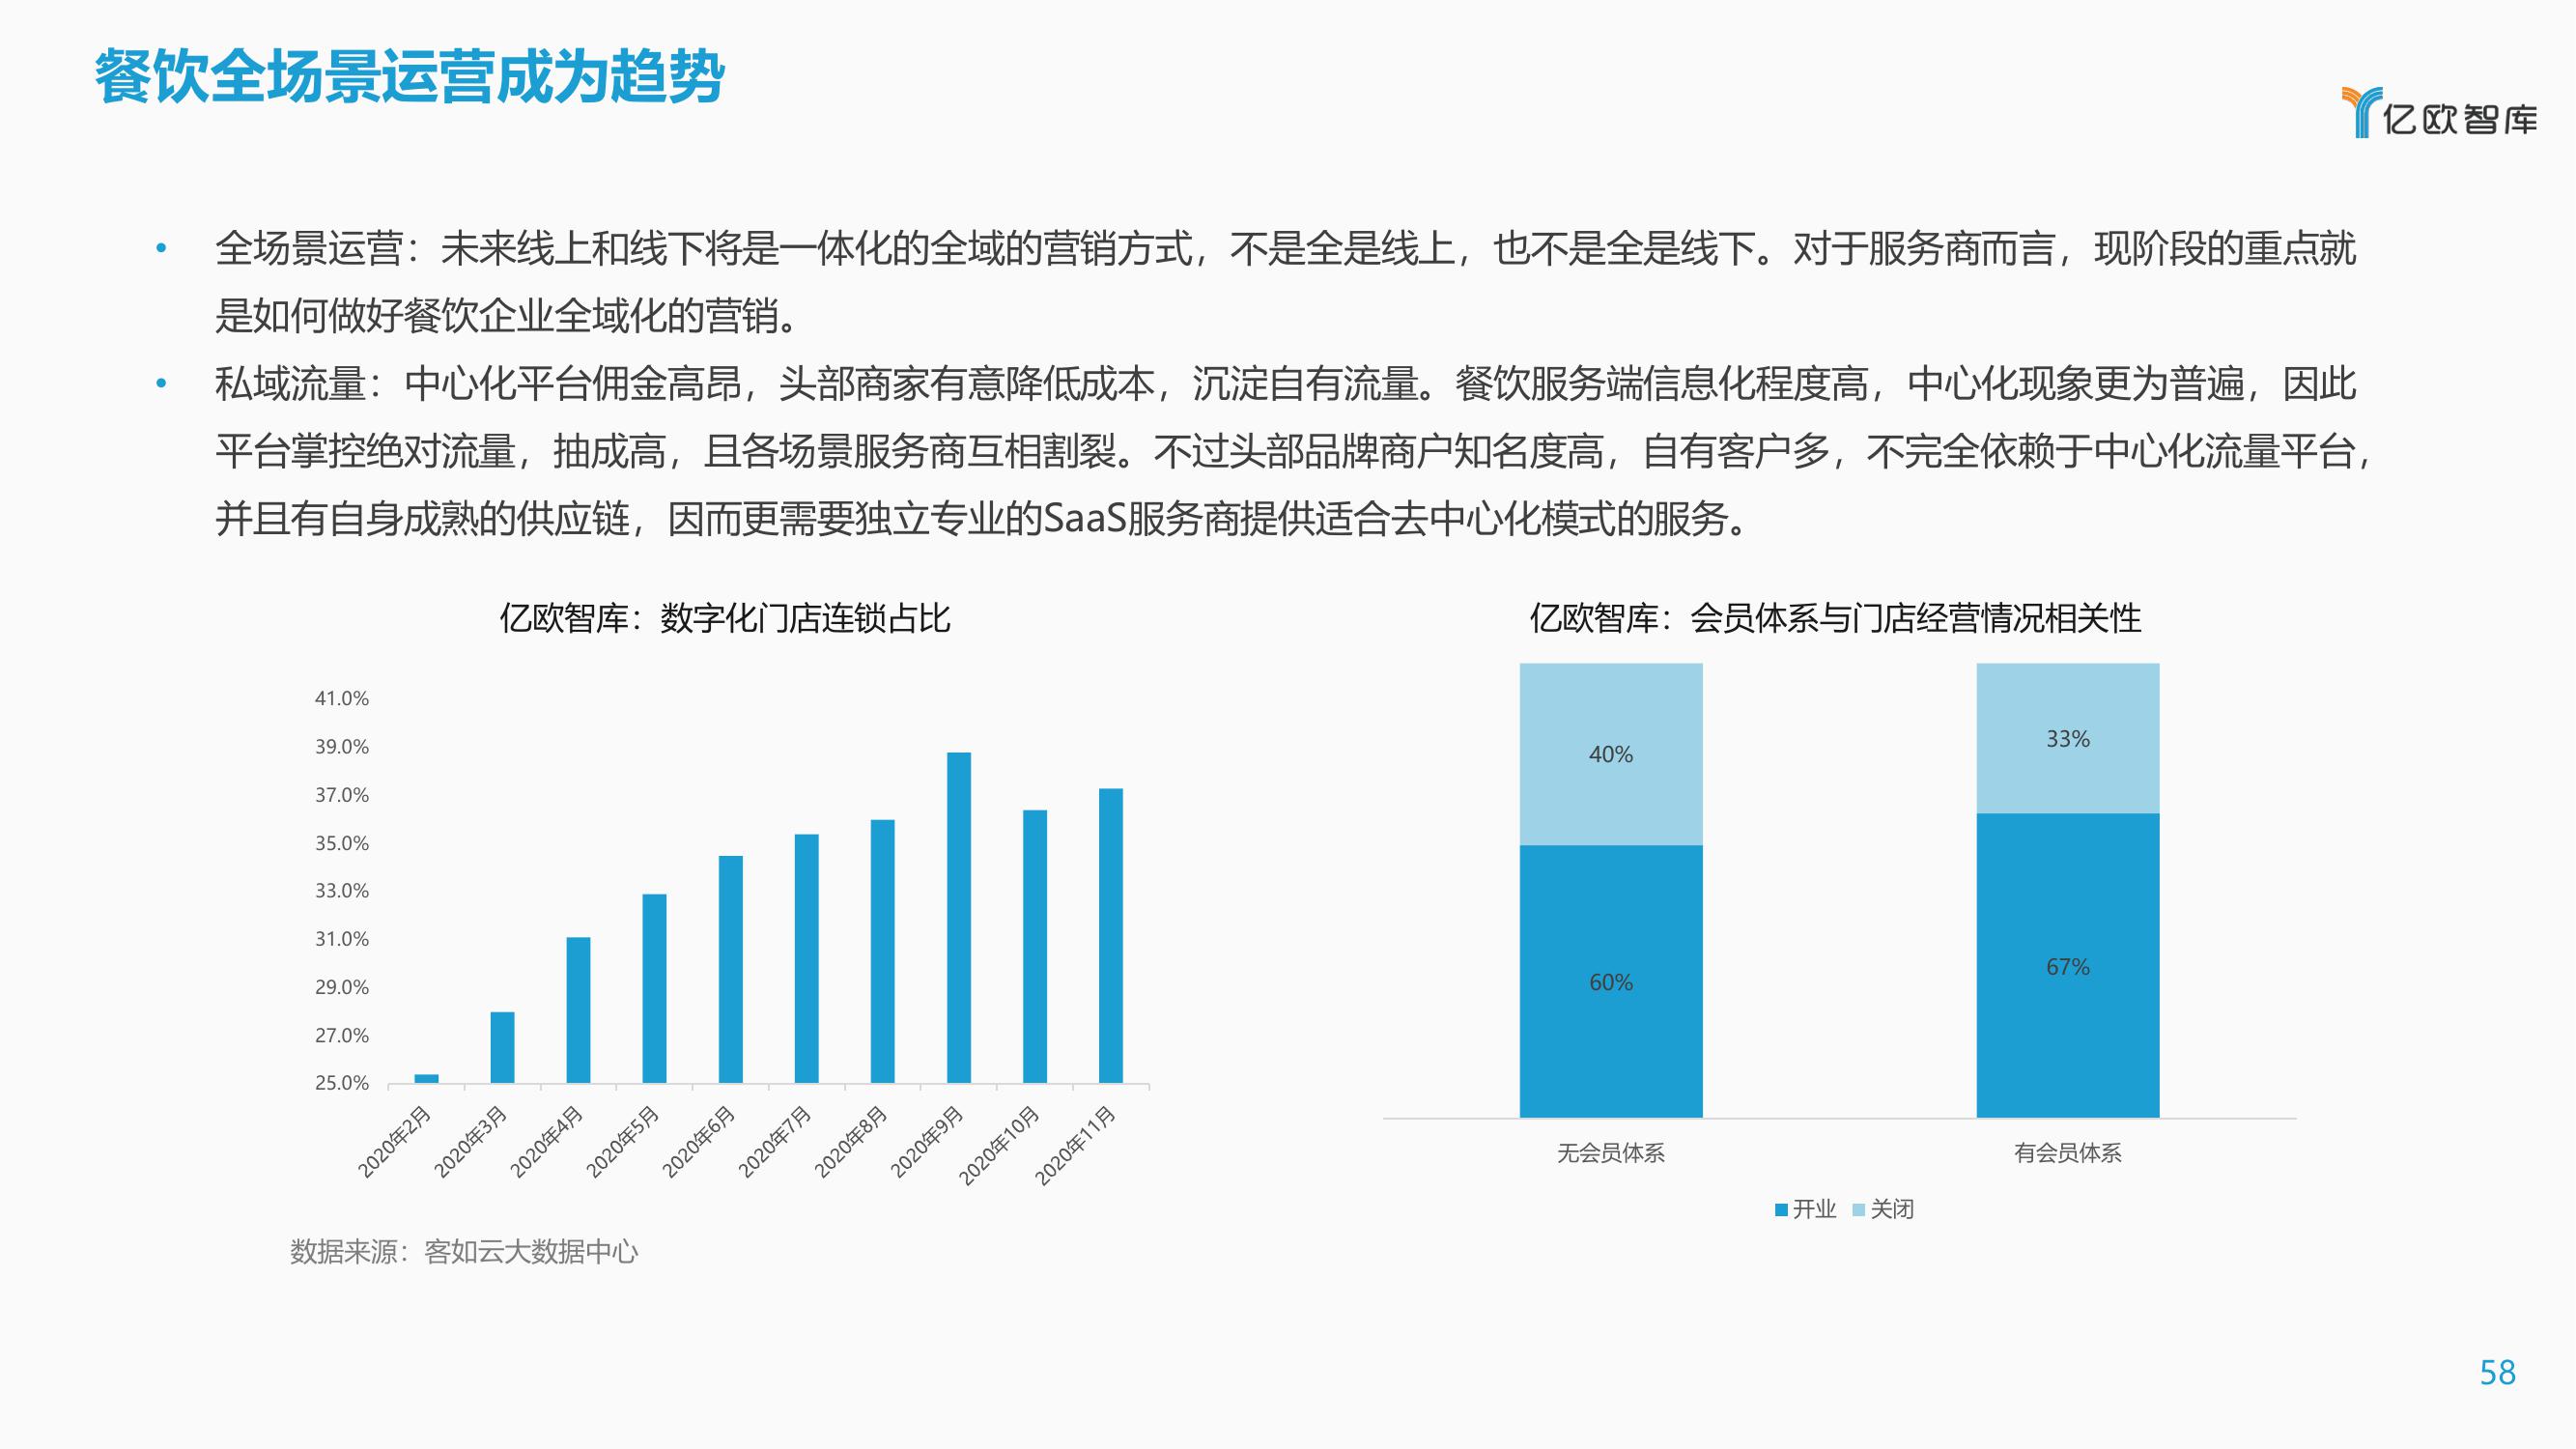 餐饮全场景运营成为趋势
亿欧智库
• 全场景运营：未来线上和线下将是一体化的全域的营销方式，不是全是线上，也不是全是线下。对于服务商而言，现阶段的重点就
是如何做好餐饮企业全域化的营销。
• 私域流量：中心化平台佣金高昂，头部商家有意降低成本，沉淀自有流量。餐饮服务端信息化程度高，中心化现象更为普遍，因此
平台掌控绝对流量，抽成高，且各场景服务商互相割裂。不过头部品牌商户知名度高，自有客户多，不完全依赖于中心化流量平台，
并且有自身成熟的供应链，因而更需要独立专业的SaaS服务商提供适合去中心化模式的服务。
亿欧智库：数字化门店连锁占比
41.0%
39.0%
37.0%
35.0%
33.0%
31.0%
29.0%
27.0%
25.0%
2020年2月
2020年3月
2020年4月
2020年5月
2020年6月
2020年7月
2020年8月
2020年9月
2020年10月
2020年11月
数据来源：客如云大数据中心
亿欧智库：会员体系与门店经营情况相关性
40%
33%
60%
67%
无会员体系
有会员体系
开业 关闭
58